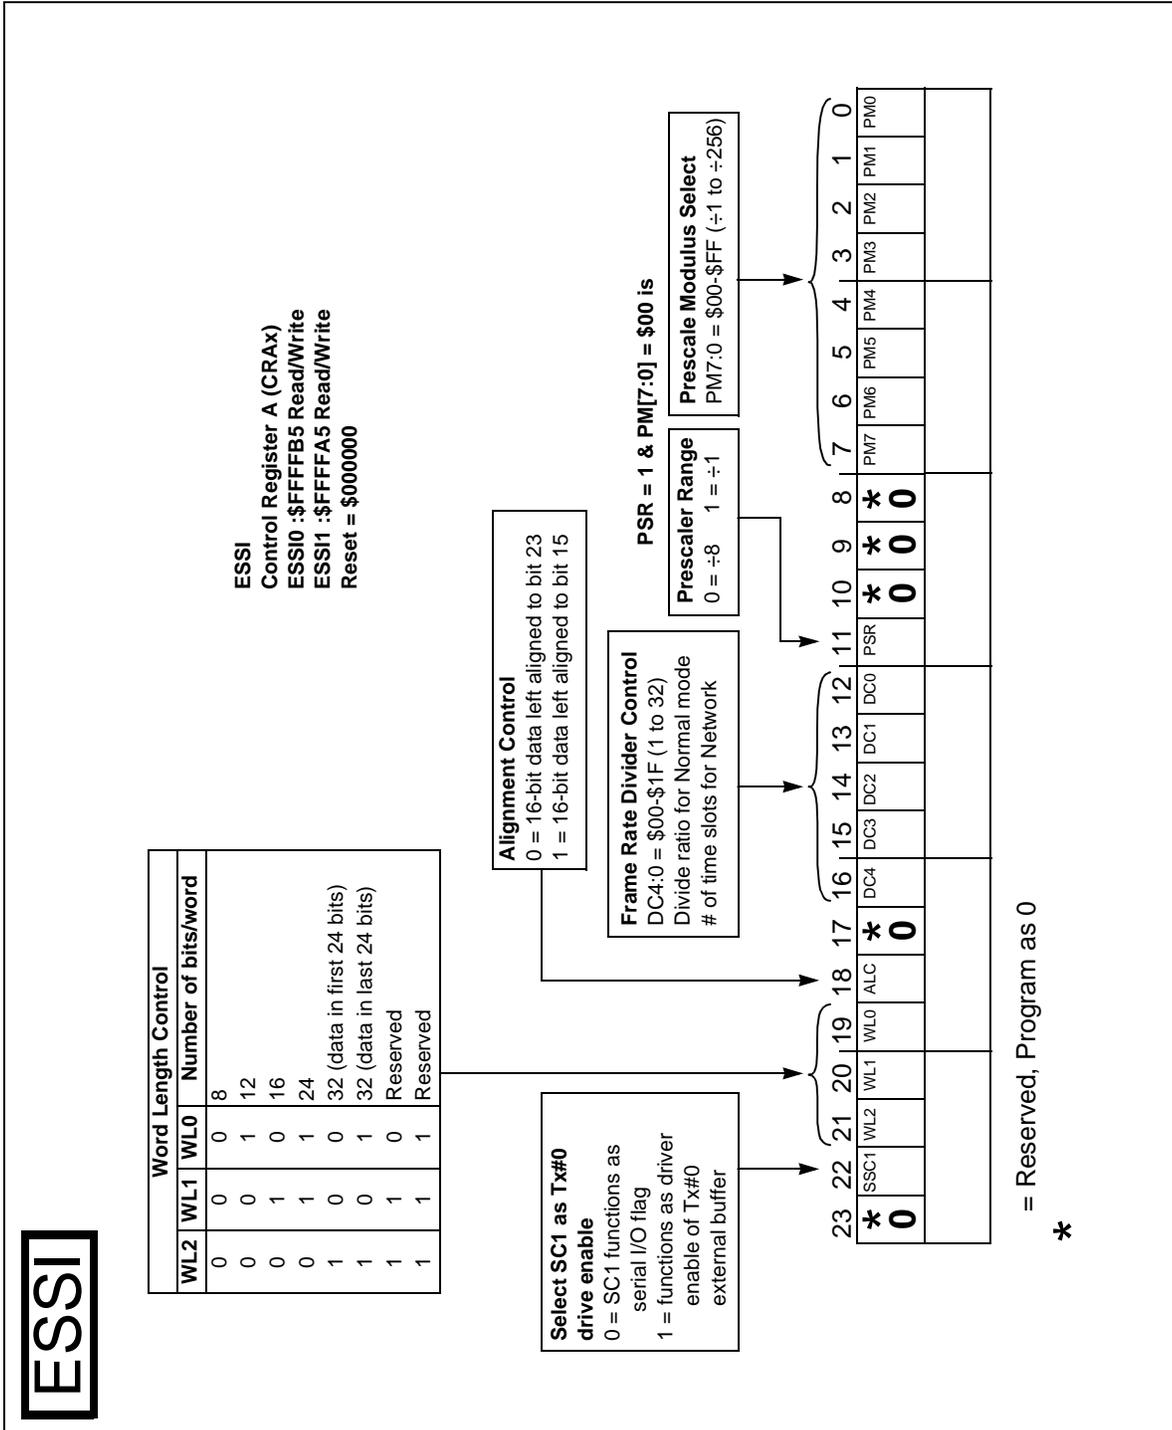 ESSI
ESSI
Control Register A (CRAx)
ESSI0 :$FFFFB5 Read/Write
ESSI1 :$FFFFA5 Read/Write
Reset = $000000
Word Length Control
WL2 WL1 WL0 Number of bits/word
0 0 0 8
0 0 1 12
0 1 0 16
0 1 1 24
1 0 0 32 (data in first 24 bits)
1 0 1 32 (data in last 24 bits)
1 1 0 Reserved
1 1 1 Reserved
Select SC1 as Tx#0
drive enable
0 = SC1 functions as
serial I/O flag
1 = functions as driver
enable of Tx#0
external buffer
Alignment Control
0 = 16-bit data left aligned to bit 23
1 = 16-bit data left aligned to bit 15
Frame Rate Divider Control
DC4:0 = $00-$1F (1 to 32)
Divide ratio for Normal mode
# of time slots for Network
PSR = 1 & PM[7:0] = $00 is
Prescaler Range
0 = ÷8 1 = ÷1
Prescale Modulus Select
PM7:0 = $00-$FF (÷1 to ÷256)
23 22 21 20 19 18 17 16 15 14 13 12 11 10 9 8 7 6 5 4 3 2 1 0
* SSC1 WL2 WL1 WL0 ALC * DC4 DC3 DC2 DC1 DC0 PSR * * * PM7 PM6 PM5 PM4 PM3 PM2 PM1 PM0
0 0 0 0 0
* = Reserved, Program as 0